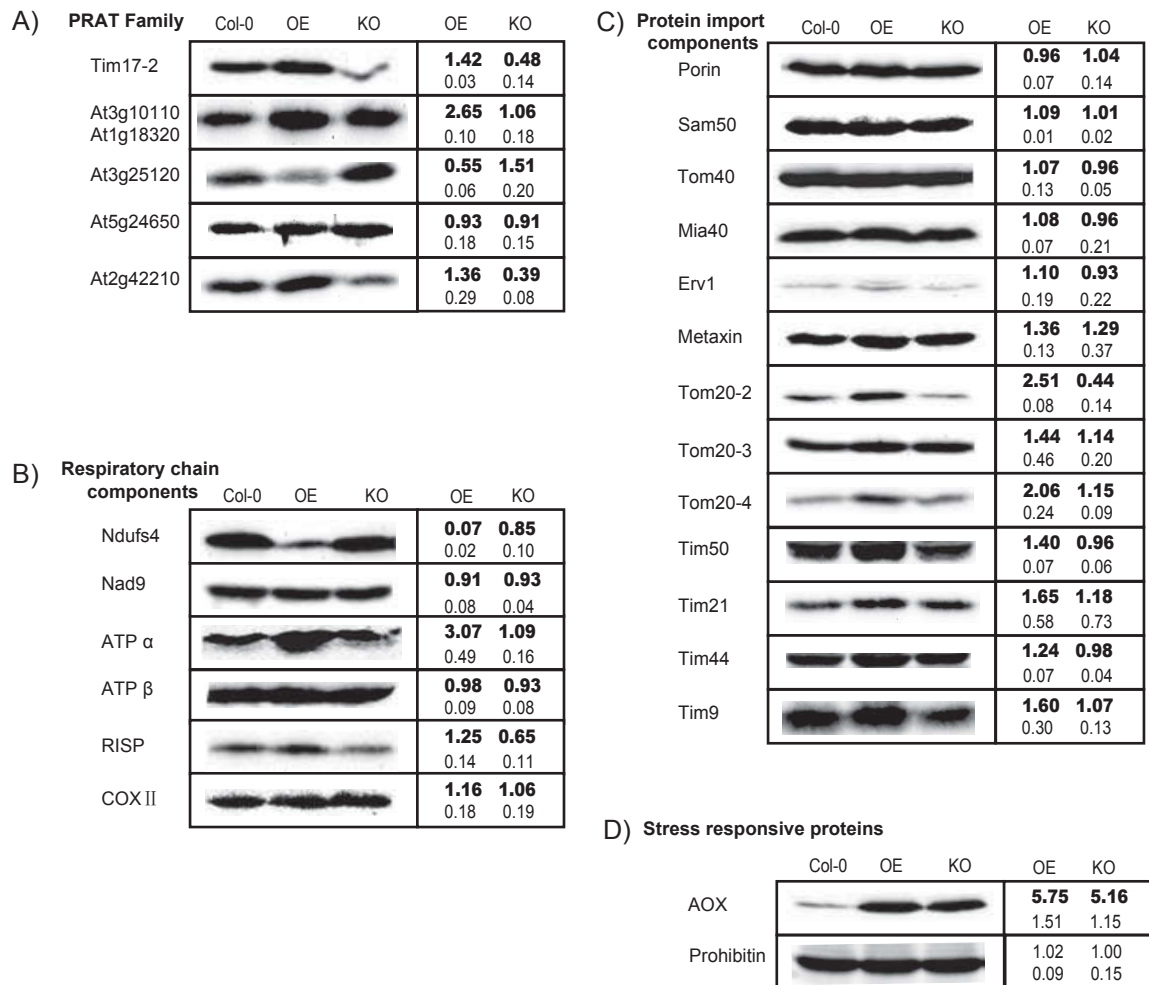 A) PRAT Family
Col-0 OE KO OE KO
Tim17-2 1.42 0.48
0.03 0.14
At3g10110 2.65 1.06
At1g18320 0.10 0.18
At3g25120 0.55 1.51
0.06 0.20
At5g24650 0.93 0.91
0.18 0.15
At2g42210 1.36 0.39
0.29 0.08
B) Respiratory chain
components
Col-0 OE KO OE KO
Ndufs4 0.07 0.85
0.02 0.10
Nad9 0.91 0.93
0.08 0.04
ATP α 3.07 1.09
0.49 0.16
ATP β 0.98 0.93
0.09 0.08
RISP 1.25 0.65
0.14 0.11
COX II 1.16 1.06
0.18 0.19
C) Protein import
components
Col-0 OE KO OE KO
Porin 0.96 1.04
0.07 0.14
Sam50 1.09 1.01
0.01 0.02
Tom40 1.07 0.96
0.13 0.05
Mia40 1.08 0.96
0.07 0.21
Erv1 1.10 0.93
0.19 0.22
Metaxin 1.36 1.29
0.13 0.37
Tom20-2 2.51 0.44
0.08 0.14
Tom20-3 1.44 1.14
0.46 0.20
Tom20-4 2.06 1.15
0.24 0.09
Tim50 1.40 0.96
0.07 0.06
Tim21 1.65 1.18
0.58 0.73
Tim44 1.24 0.98
0.07 0.04
Tim9 1.60 1.07
0.30 0.13
D) Stress responsive proteins
Col-0 OE KO OE KO
AOX 5.75 5.16
1.51 1.15
Prohibitin 1.02 1.00
0.09 0.15